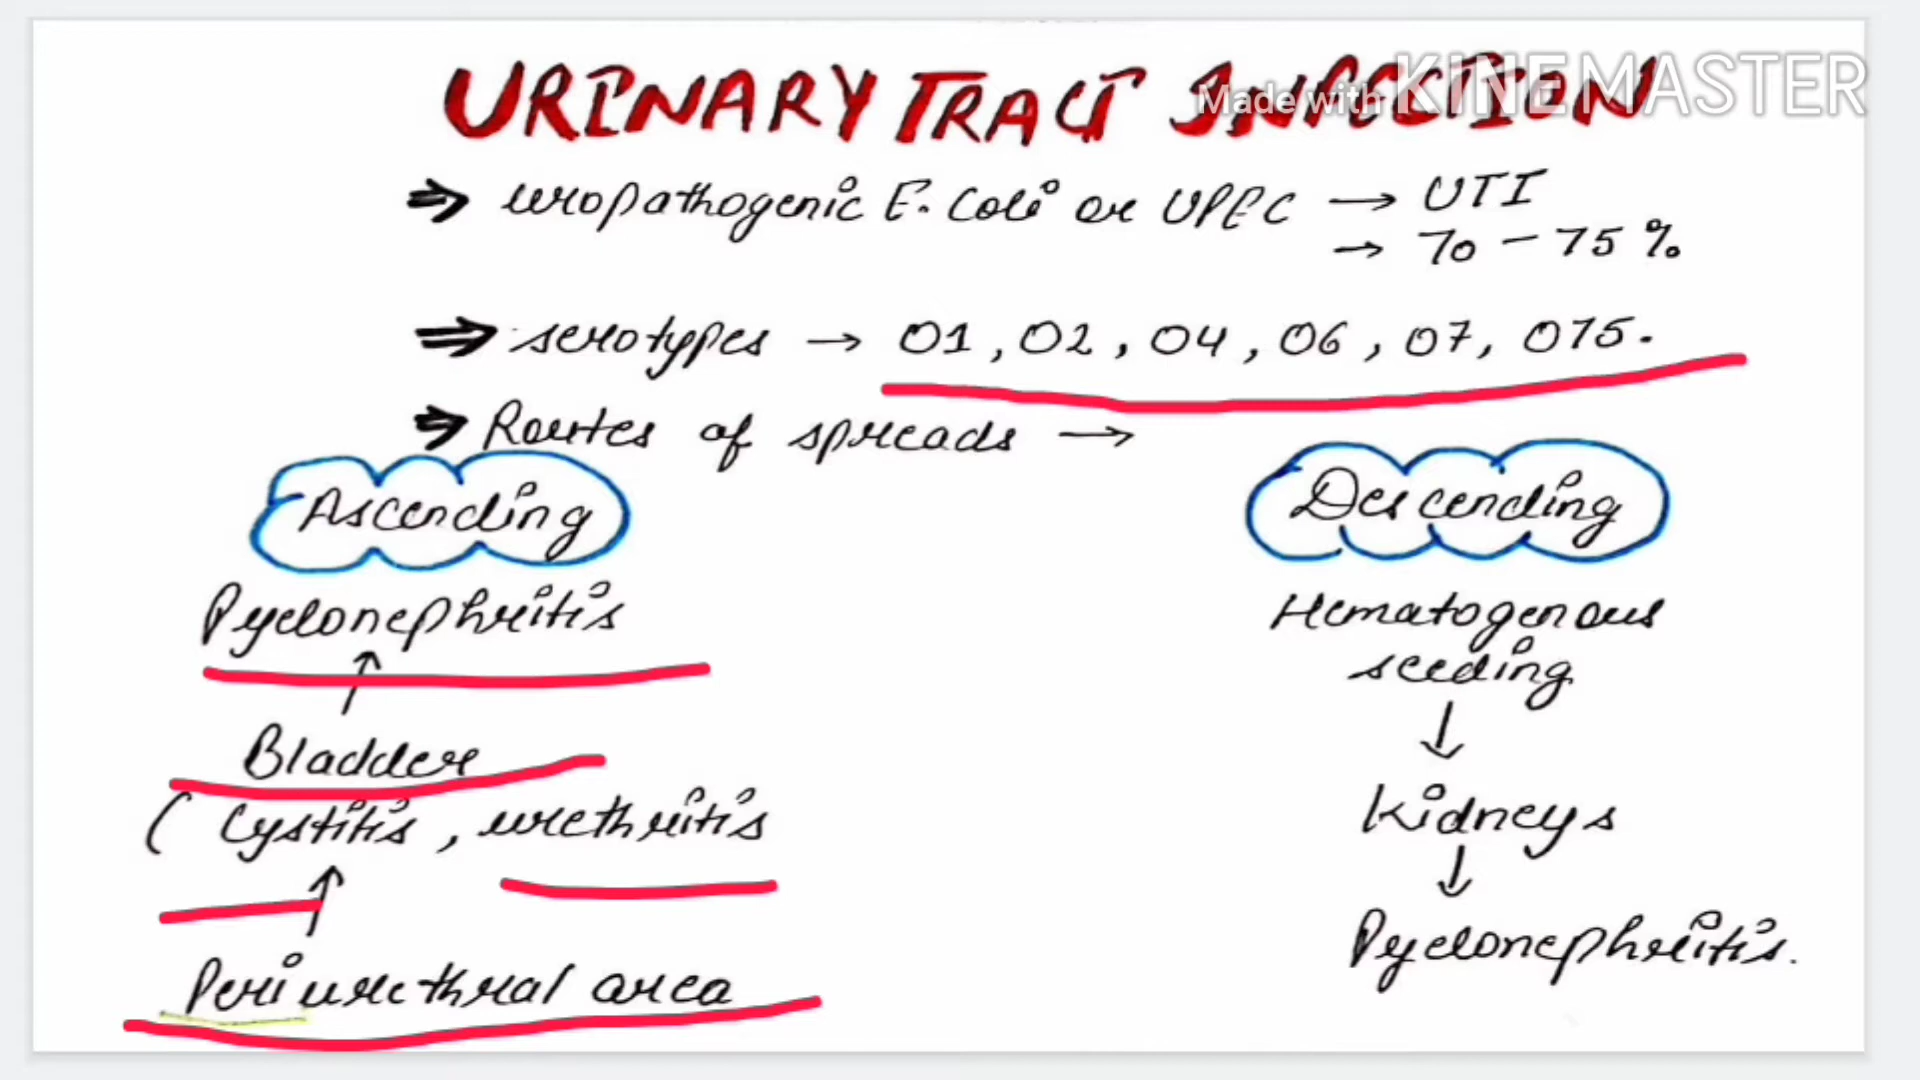 URINARY TRACT INFECTION
Made with KINEMASTER
⇒ uropathogenic E. Coli or UPEC → UTI
→ 70 - 75 %
⇒ serotypes → O1, O2, O4, O6, O7, O75.
⇒ Routes of spreads →
Ascending
Pyelonephritis
↑
Bladder
( Cystitis, urethritis
↑
Periurethral area
Descending
Hematogenous
seeding
↓
Kidneys
↓
Pyelonephritis.